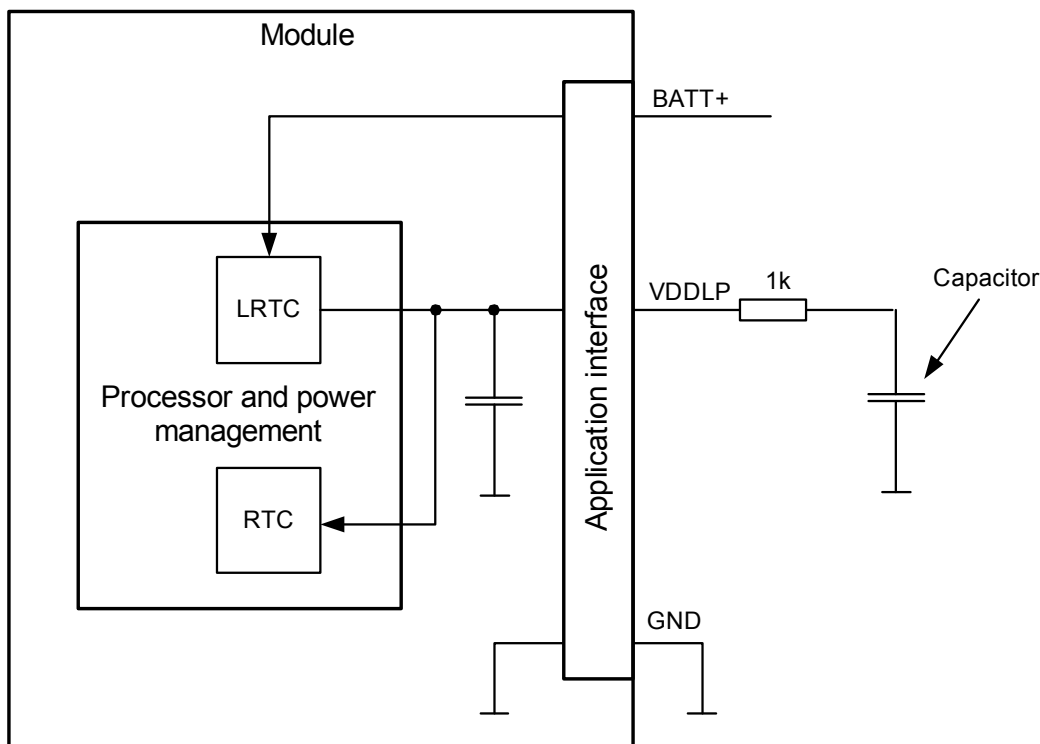 Module
BATT+
LRTC
VDDLP
1k
Capacitor
Processor and power
management
Application interface
RTC
GND